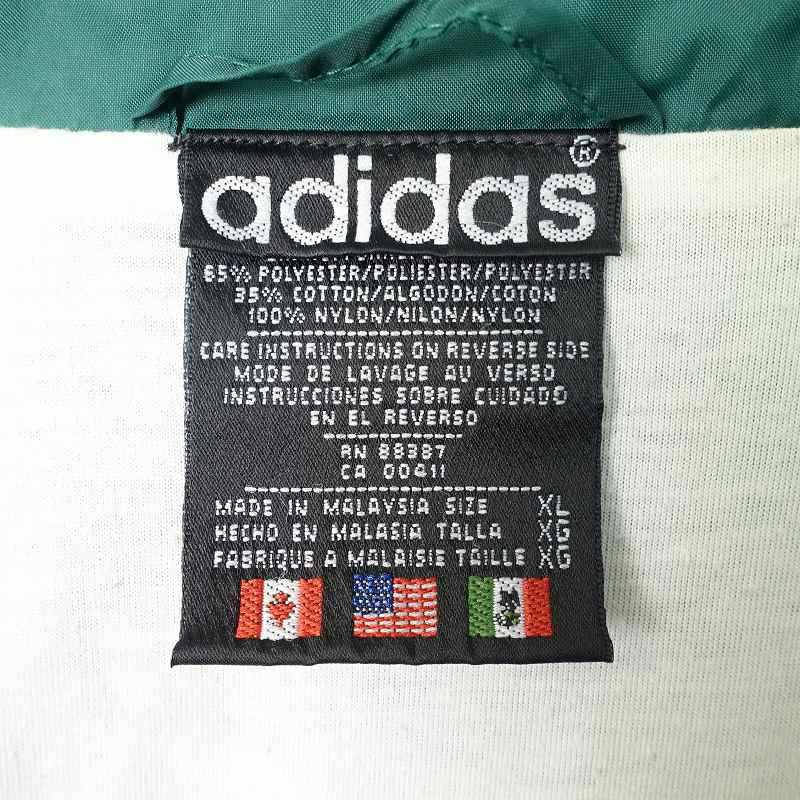 adidas®
65% POLYESTER/POLIESTER/POLYESTER
35% COTTON/ALGODON/COTON
100% NYLON/NILON/NYLON
CARE INSTRUCTIONS ON REVERSE SIDE
MODE DE LAVAGE AU VERSO
INSTRUCCIONES SOBRE CUIDADO
EN EL REVERSO
RN 88387
CA 00411
MADE IN MALAYSIA SIZE XL
HECHO EN MALASIA TALLA XG
FABRIQUE A MALAISIE TAILLE XG